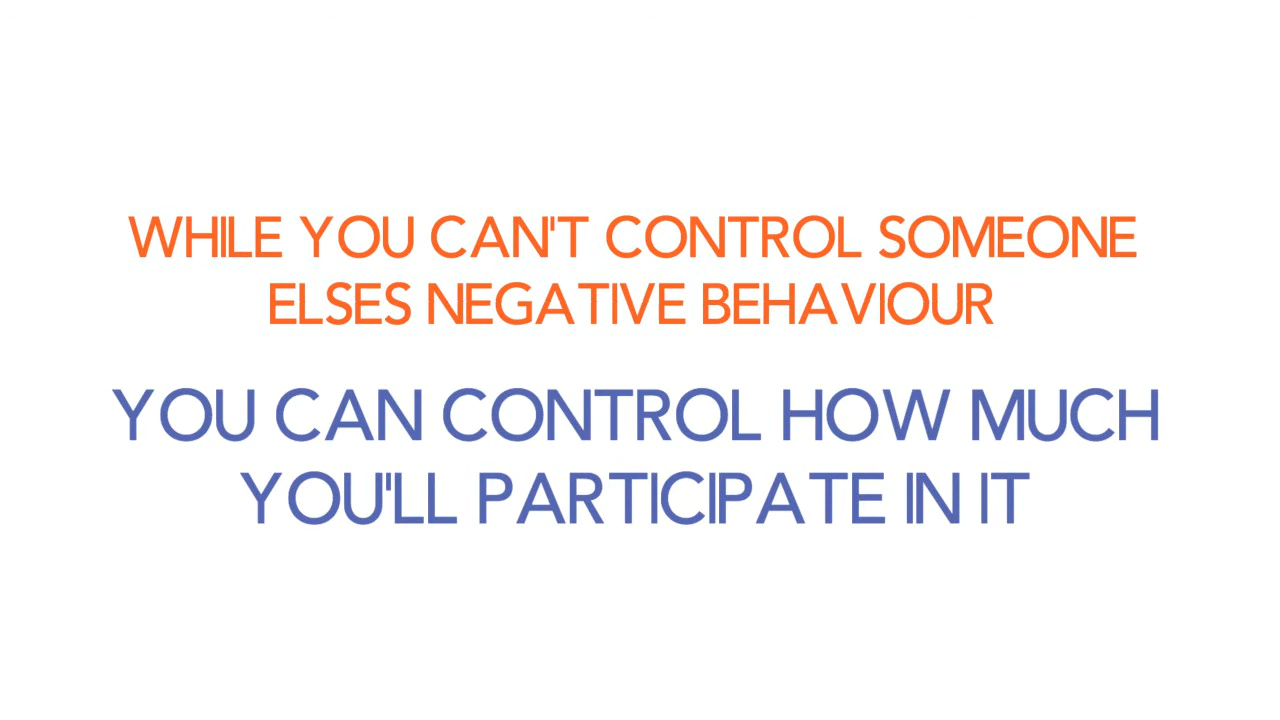 WHILE YOU CAN'T CONTROL SOMEONE
ELSES NEGATIVE BEHAVIOUR
YOU CAN CONTROL HOW MUCH
YOU'LL PARTICIPATE IN IT